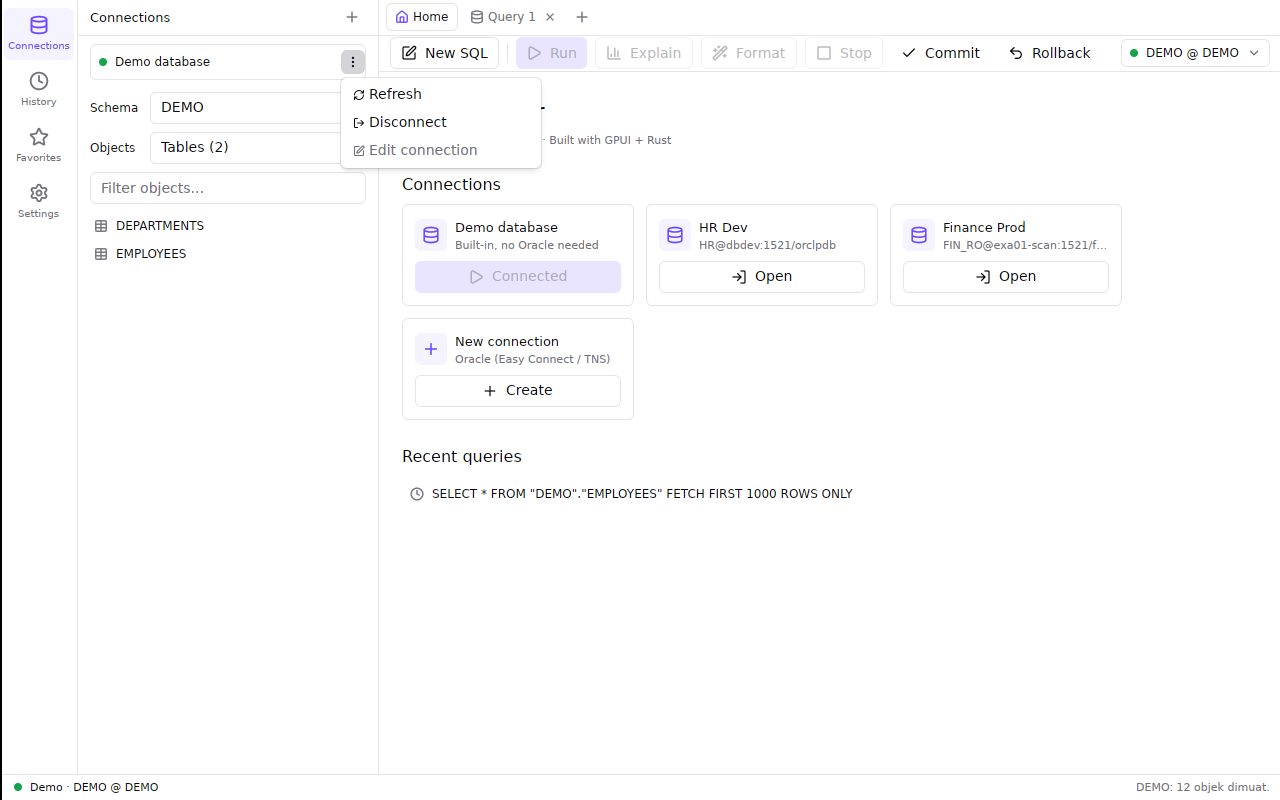 Connections
History
Favorites
Settings
Connections
Demo database
Schema
DEMO
Objects
Tables (2)
Filter objects...
DEPARTMENTS
EMPLOYEES
Refresh
Disconnect
Edit connection
Home
Query 1
New SQL
Run
Explain
Format
Stop
Commit
Rollback
DEMO @ DEMO
· Built with GPUI + Rust
Connections
Demo database
Built-in, no Oracle needed
Connected
HR Dev
HR@dbdev:1521/orclpdb
Open
Finance Prod
FIN_RO@exa01-scan:1521/f...
Open
New connection
Oracle (Easy Connect / TNS)
Create
Recent queries
SELECT * FROM "DEMO"."EMPLOYEES" FETCH FIRST 1000 ROWS ONLY
Demo · DEMO @ DEMO
DEMO: 12 objek dimuat.